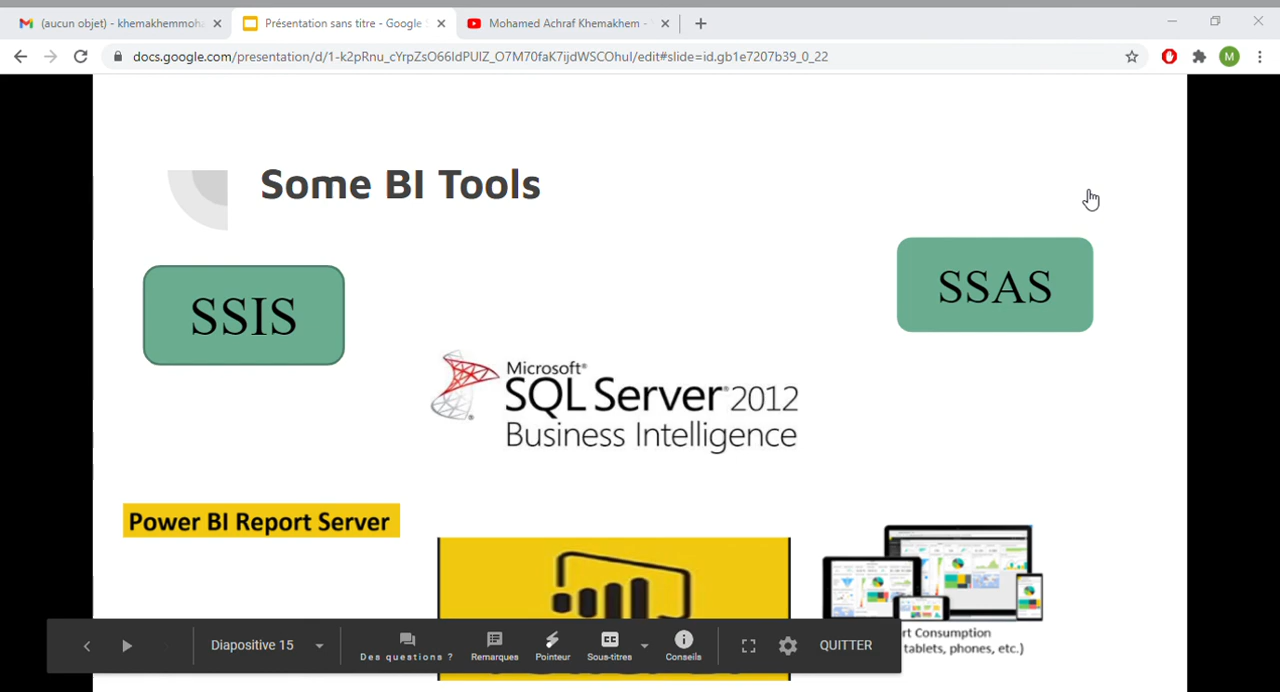 (aucun objet) - khemakhemmoha
Présentation sans titre - Google S
Mohamed Achraf Khemakhem -
docs.google.com/presentation/d/1-k2pRnu_cYrpZsO66IdPUIZ_O7M70faK7ijdWSCOhuI/edit#slide=id.gb1e7207b39_0_22
M
Some BI Tools
SSIS
SSAS
Microsoft®
SQL Server® 2012
Business Intelligence
Power BI Report Server
rt Consumption
tablets, phones, etc.)
Diapositive 15
Des questions ?
Remarques
Pointeur
CC
Sous-titres
Conseils
QUITTER